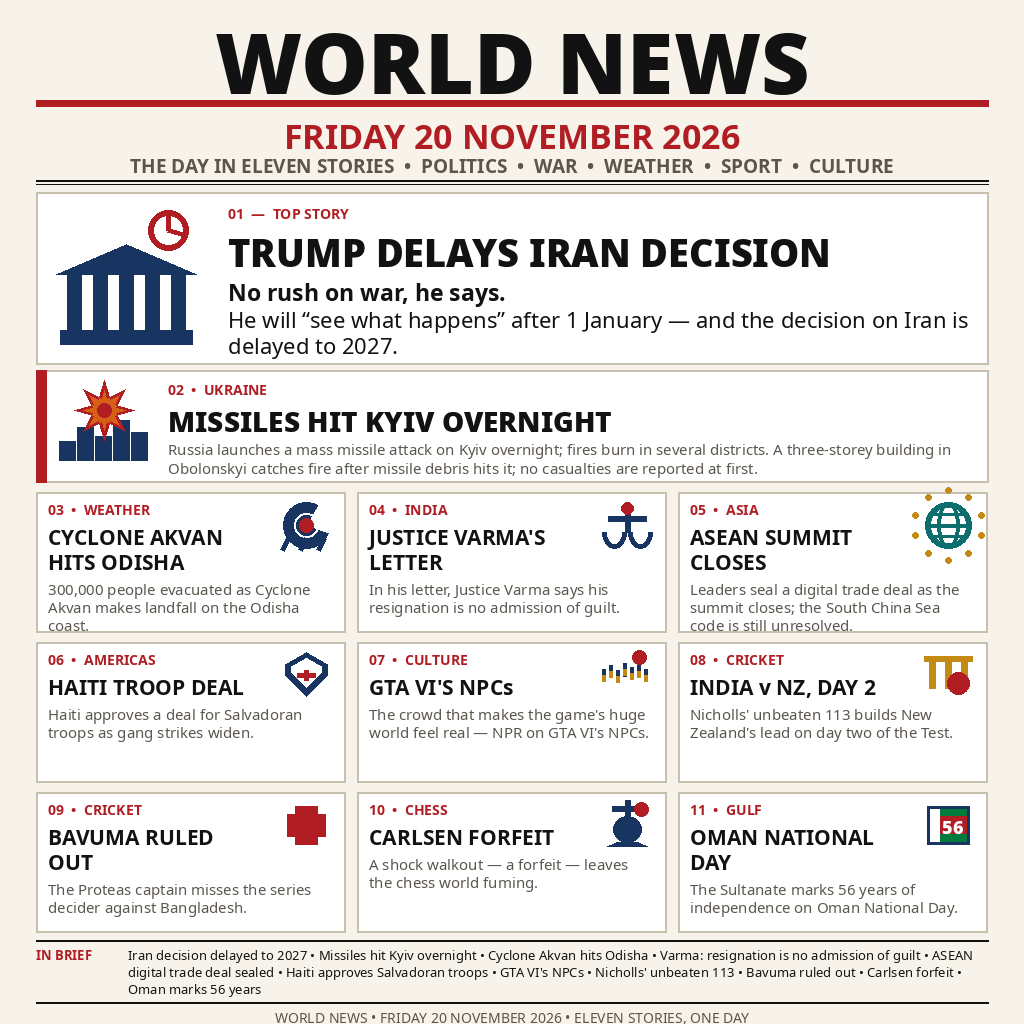 WORLD NEWS
FRIDAY 20 NOVEMBER 2026
THE DAY IN ELEVEN STORIES • POLITICS • WAR • WEATHER • SPORT • CULTURE
01 — TOP STORY
TRUMP DELAYS IRAN DECISION
No rush on war, he says.
He will “see what happens” after 1 January — and the decision on Iran is
delayed to 2027.
02 • UKRAINE
MISSILES HIT KYIV OVERNIGHT
Russia launches a mass missile attack on Kyiv overnight; fires burn in several districts. A three-storey building in
Obolonskyi catches fire after missile debris hits it; no casualties are reported at first.
03 • WEATHER
CYCLONE AKVAN
HITS ODISHA
300,000 people evacuated as Cyclone
Akvan makes landfall on the Odisha
coast.
04 • INDIA
JUSTICE VARMA'S
LETTER
In his letter, Justice Varma says his
resignation is no admission of guilt.
05 • ASIA
ASEAN SUMMIT
CLOSES
Leaders seal a digital trade deal as the
summit closes; the South China Sea
code is still unresolved.
06 • AMERICAS
HAITI TROOP DEAL
Haiti approves a deal for Salvadoran
troops as gang strikes widen.
07 • CULTURE
GTA VI'S NPCs
The crowd that makes the game's huge
world feel real — NPR on GTA VI's NPCs.
08 • CRICKET
INDIA v NZ, DAY 2
Nicholls' unbeaten 113 builds New
Zealand's lead on day two of the Test.
09 • CRICKET
BAVUMA RULED
OUT
The Proteas captain misses the series
decider against Bangladesh.
10 • CHESS
CARLSEN FORFEIT
A shock walkout — a forfeit — leaves
the chess world fuming.
11 • GULF
56
OMAN NATIONAL
DAY
The Sultanate marks 56 years of
independence on Oman National Day.
IN BRIEF
Iran decision delayed to 2027 • Missiles hit Kyiv overnight • Cyclone Akvan hits Odisha • Varma: resignation is no admission of guilt • ASEAN
digital trade deal sealed • Haiti approves Salvadoran troops • GTA VI's NPCs • Nicholls' unbeaten 113 • Bavuma ruled out • Carlsen forfeit •
Oman marks 56 years
WORLD NEWS • FRIDAY 20 NOVEMBER 2026 • ELEVEN STORIES, ONE DAY